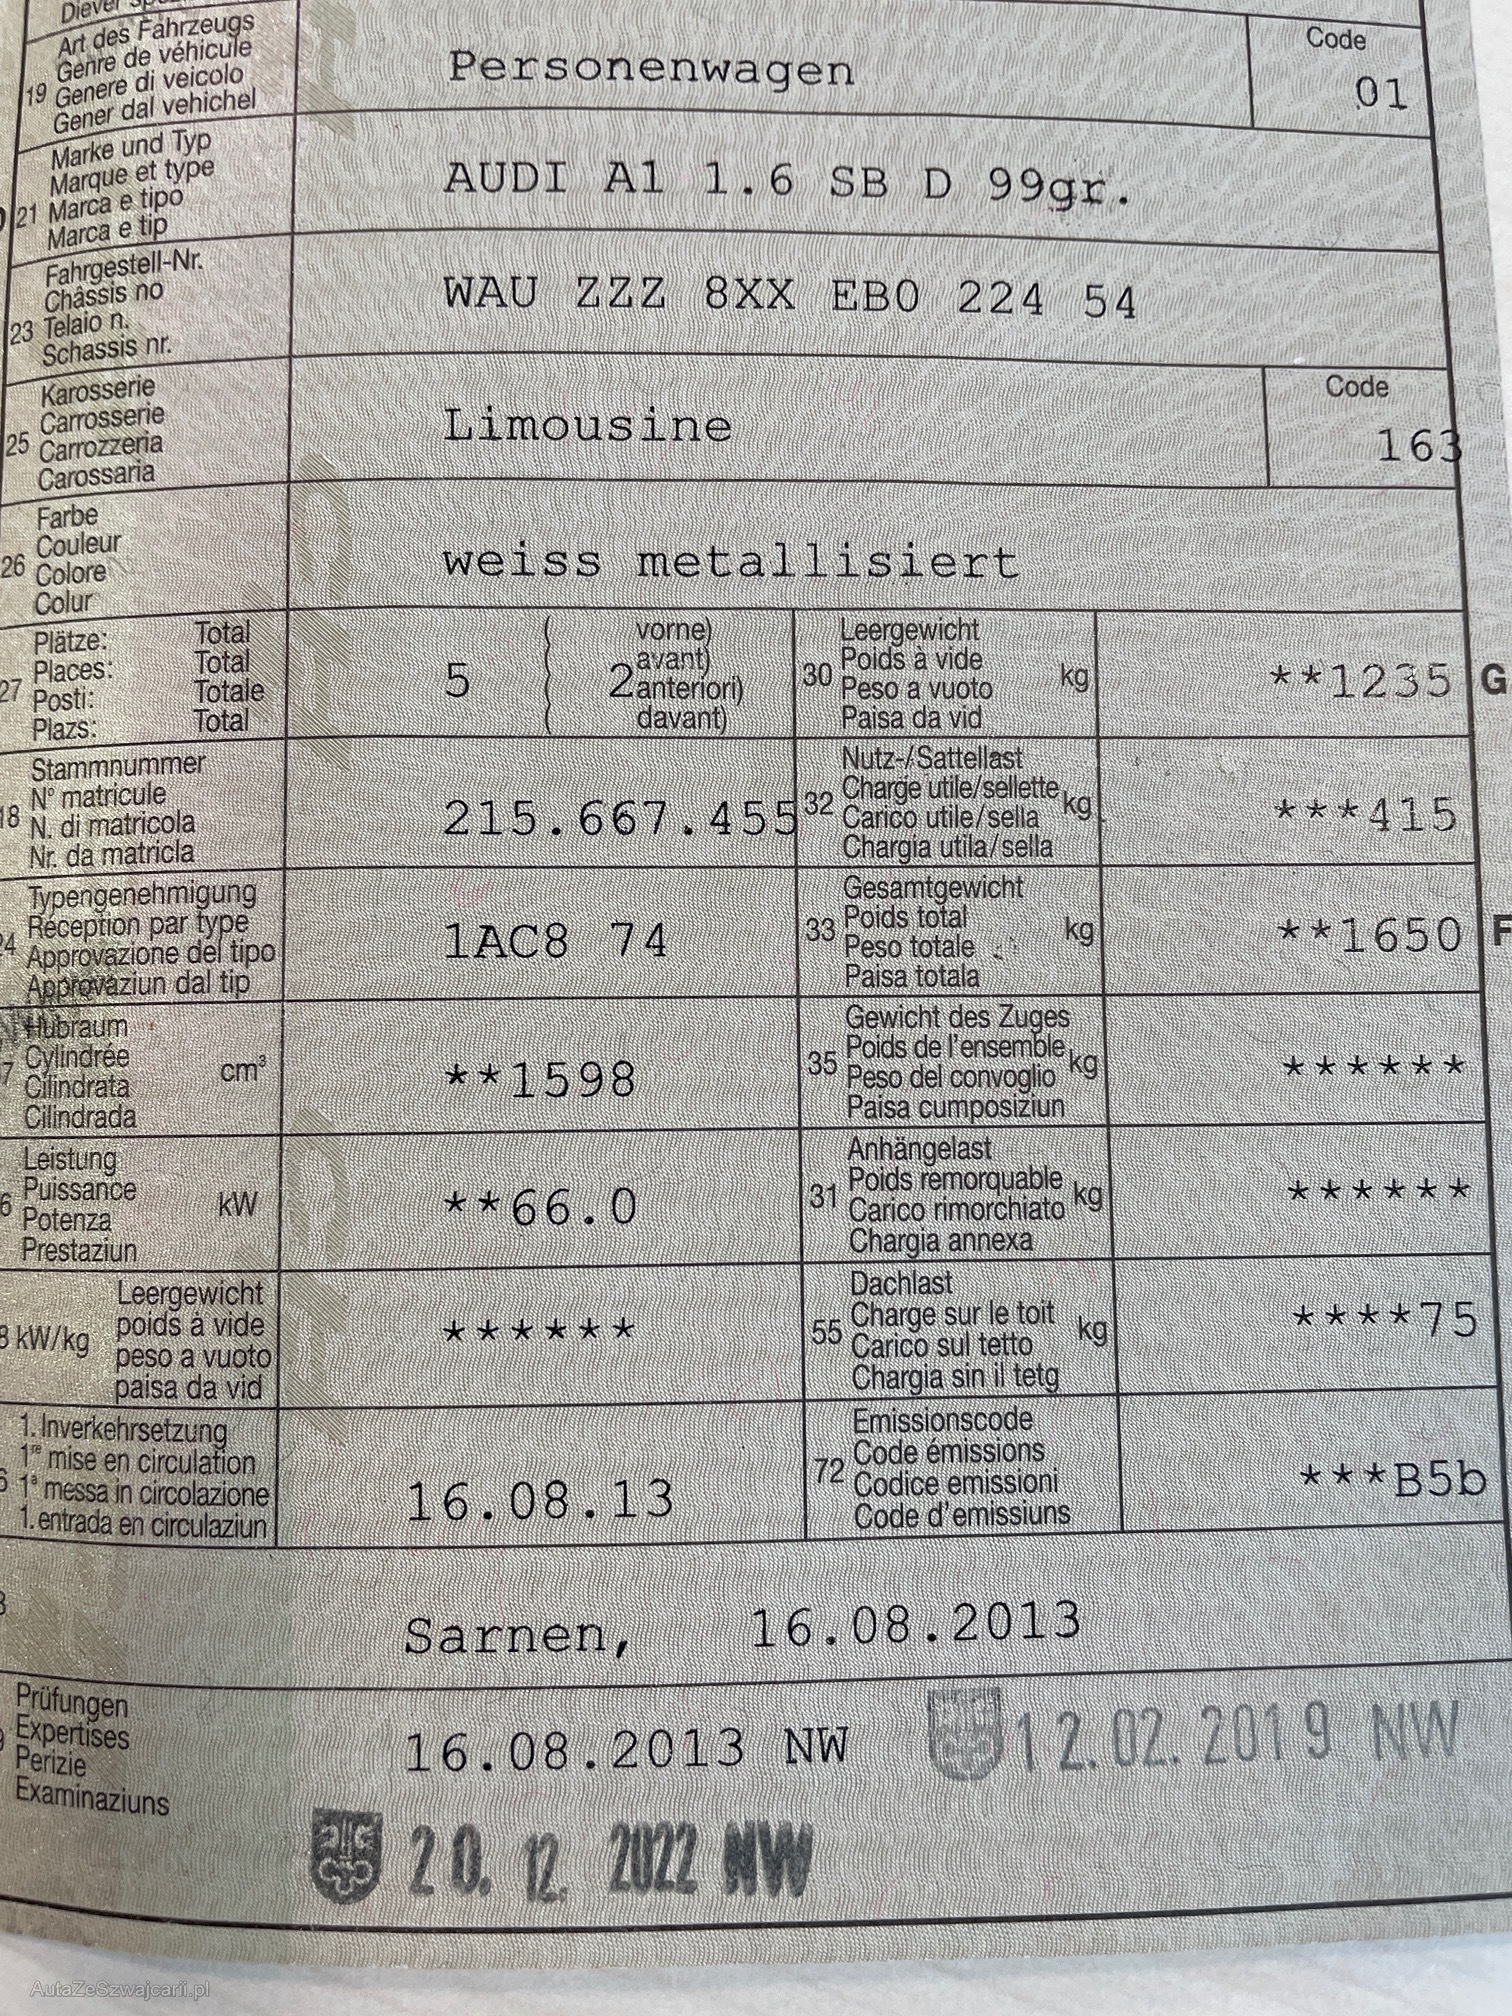 Art des Fahrzeugs
Genre de véhicule
19 Genere di veicolo
Gener dal vehichel
Personenwagen
Code
01
Marke und Typ
Marque et type
21 Marca e tipo
Marca e tip
AUDI A1 1.6 SB D 99gr.
Fahrgestell-Nr.
Châssis no
23 Telaio n.
Schassis nr.
WAU ZZZ 8XX EB0 224 54
Karosserie
Carrosserie
25 Carrozzeria
Carossaria
Limousine
Code
163
Farbe
Couleur
26 Colore
Colur
weiss metallisiert
Plätze: Total
Places: Total
27 Posti: Totale
Plazs: Total
5 ( 2 vorne)
( avant)
( anteriori)
( davant)
Leergewicht
30 Poids à vide kg
Peso a vuoto
Paisa da vid
**1235 G
Stammnummer
18 N° matricule
N. di matricola
Nr. da matricla
215.667.455
Nutz-/Sattellast
32 Charge utile/sellette kg
Carico utile/sella
Chargia utila/sella
***415
Typengenehmigung
Réception par type
Approvazione del tipo
Approvaziun dal tip
1AC8 74
Gesamtgewicht
33 Poids total kg
Peso totale
Paisa totala
**1650 F
Hubraum
Cylindrée cm³
Cilindrata
Cilindrada
**1598
Gewicht des Zuges
35 Poids de l'ensemble kg
Peso del convoglio
Paisa cumposiziun
******
Leistung
Puissance kW
Potenza
Prestaziun
**66.0
Anhängelast
31 Poids remorquable kg
Carico rimorchiato
Chargia annexa
******
Leergewicht
kW/kg poids à vide
peso a vuoto
paisa da vid
******
Dachlast
55 Charge sur le toit kg
Carico sul tetto
Chargia sin il tetg
****75
1. Inverkehrsetzung
1re mise en circulation
1a messa in circolazione
1. entrada en circulaziun
16.08.13
Emissionscode
72 Code émissions
Codice emissioni
Code d'emissiuns
***B5b
Sarnen, 16.08.2013
Prüfungen
Expertises
Perizie
Examinaziuns
16.08.2013 NW 12.02.2019 NW
20. 12. 2022 NW
AutaZeSzwajcarii.pl